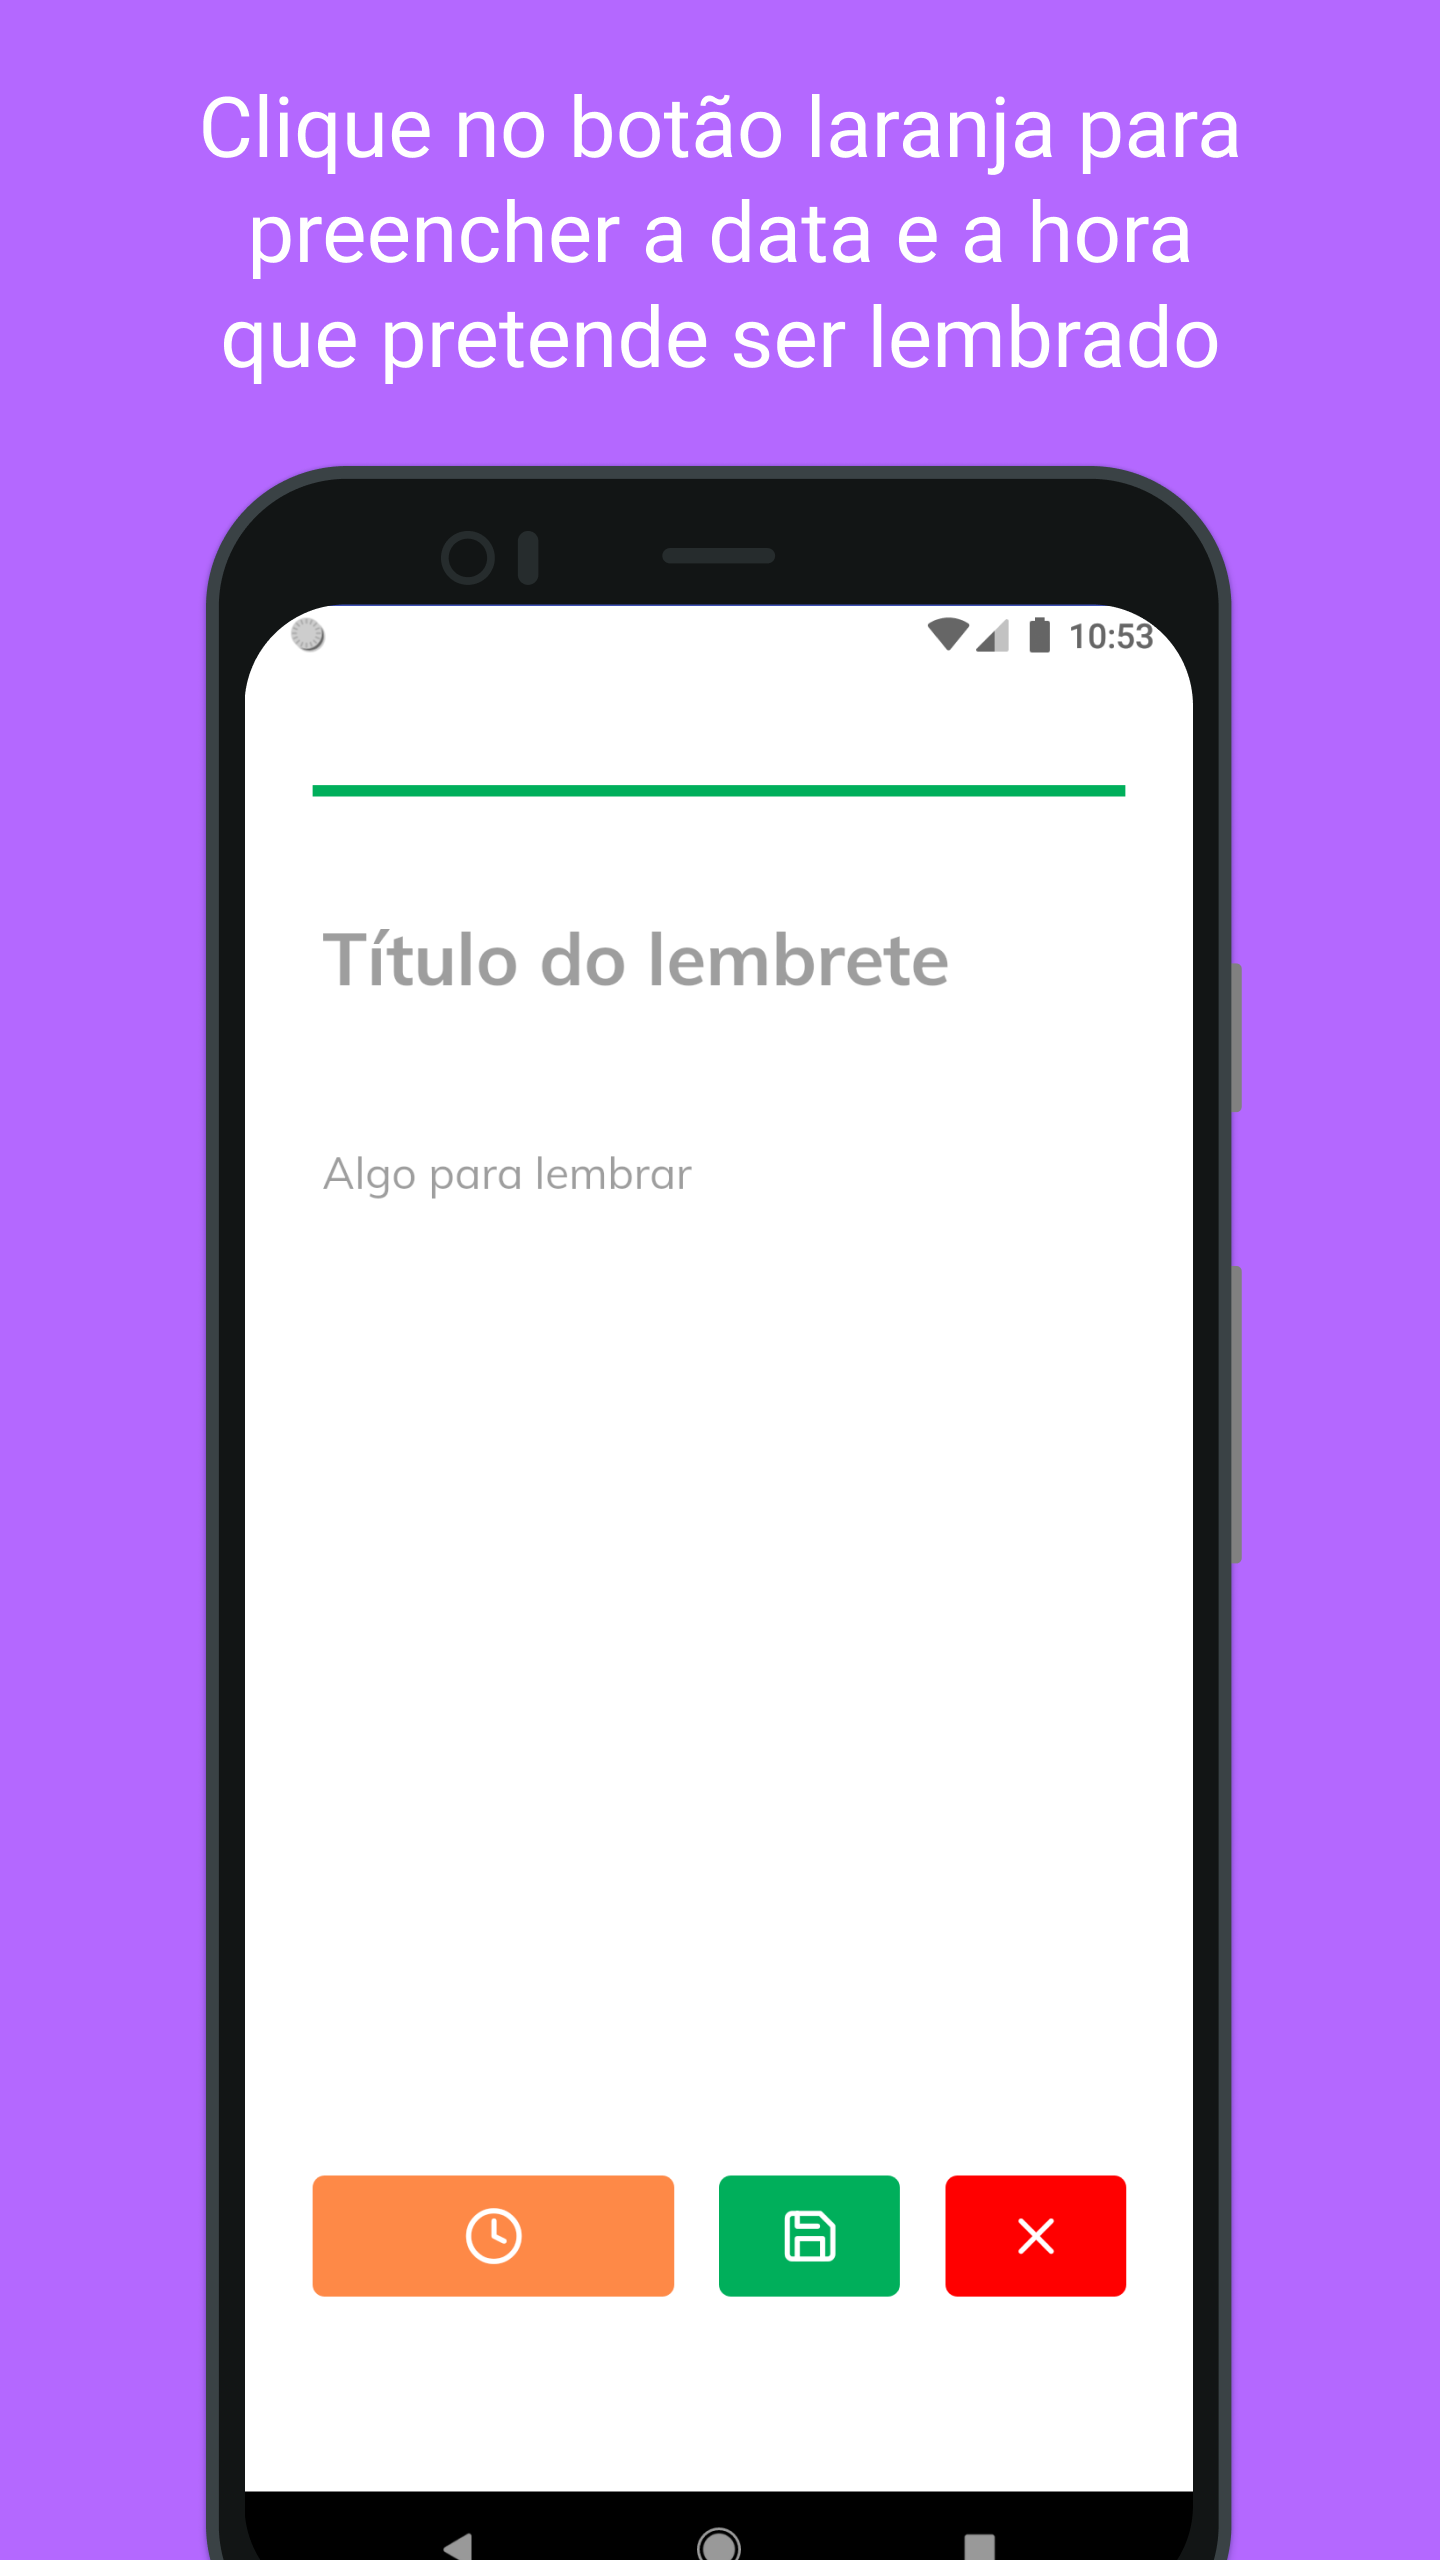 Clique no botão laranja para
preencher a data e a hora
que pretende ser lembrado
10:53
Título do lembrete
Algo para lembrar